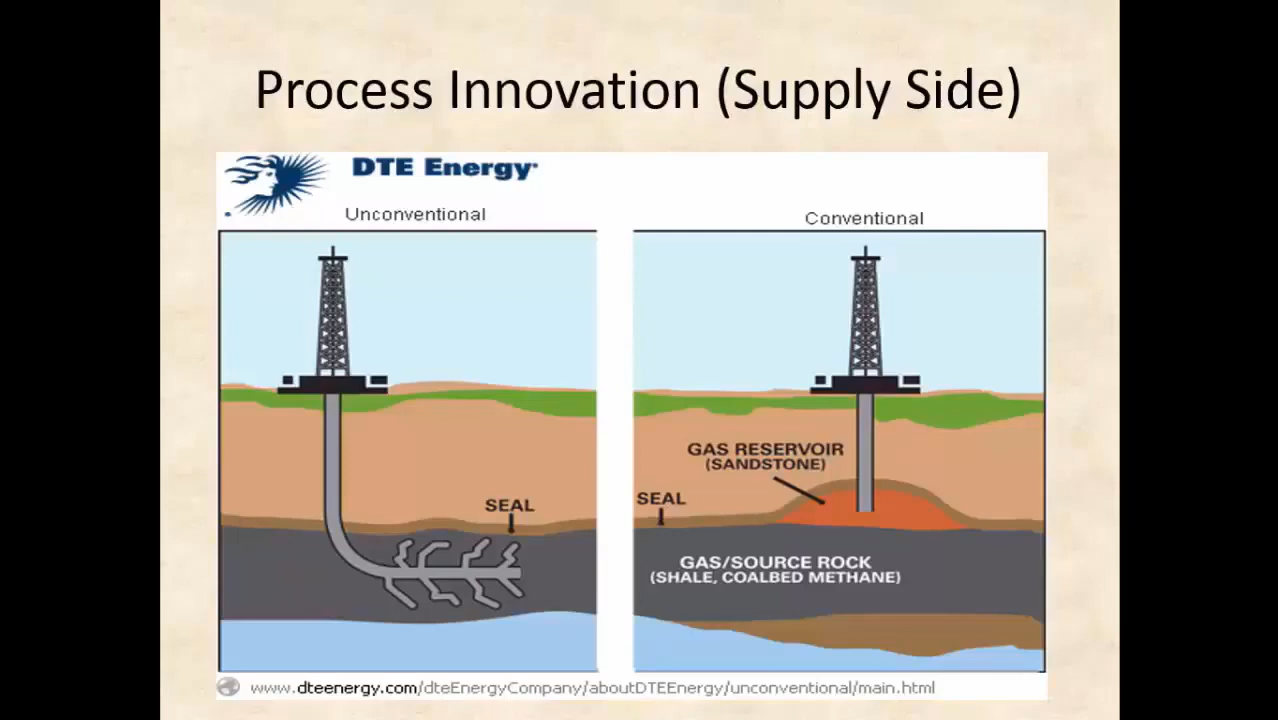 Process Innovation (Supply Side)
DTE Energy®
Unconventional
Conventional
SEAL
GAS RESERVOIR
(SANDSTONE)
SEAL
GAS/SOURCE ROCK
(SHALE, COALBED METHANE)
www.dteenergy.com/dteEnergyCompany/aboutDTEEnergy/unconventional/main.html